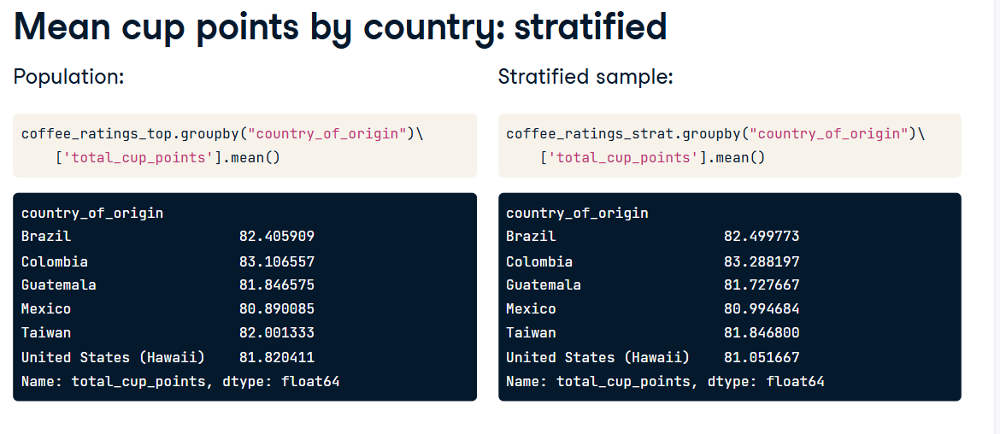 Mean cup points by country: stratified
Population:
coffee_ratings_top.groupby("country_of_origin")\
    ['total_cup_points'].mean()
country_of_origin
Brazil                    82.405909
Colombia                  83.106557
Guatemala                 81.846575
Mexico                    80.890085
Taiwan                    82.001333
United States (Hawaii)    81.820411
Name: total_cup_points, dtype: float64
Stratified sample:
coffee_ratings_strat.groupby("country_of_origin")\
    ['total_cup_points'].mean()
country_of_origin
Brazil                    82.499773
Colombia                  83.288197
Guatemala                 81.727667
Mexico                    80.994684
Taiwan                    81.846800
United States (Hawaii)    81.051667
Name: total_cup_points, dtype: float64